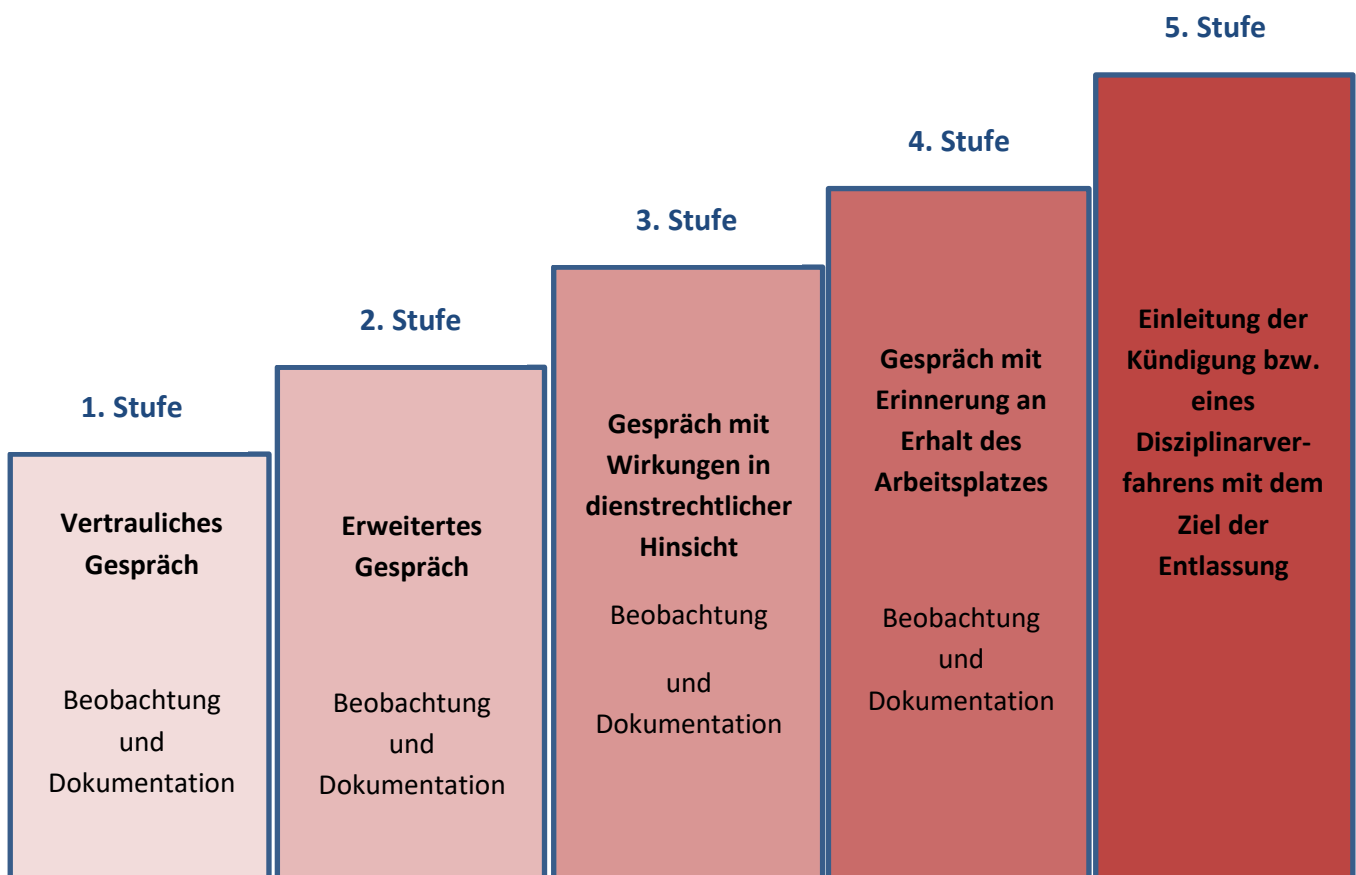 1. Stufe
Vertrauliches
Gespräch
Beobachtung
und
Dokumentation
2. Stufe
Erweitertes
Gespräch
Beobachtung
und
Dokumentation
3. Stufe
Gespräch mit
Wirkungen in
dienstrechtlicher
Hinsicht
Beobachtung
und
Dokumentation
4. Stufe
Gespräch mit
Erinnerung an
Erhalt des
Arbeitsplatzes
Beobachtung
und
Dokumentation
5. Stufe
Einleitung der
Kündigung bzw.
eines
Disziplinarver-
fahrens mit dem
Ziel der
Entlassung